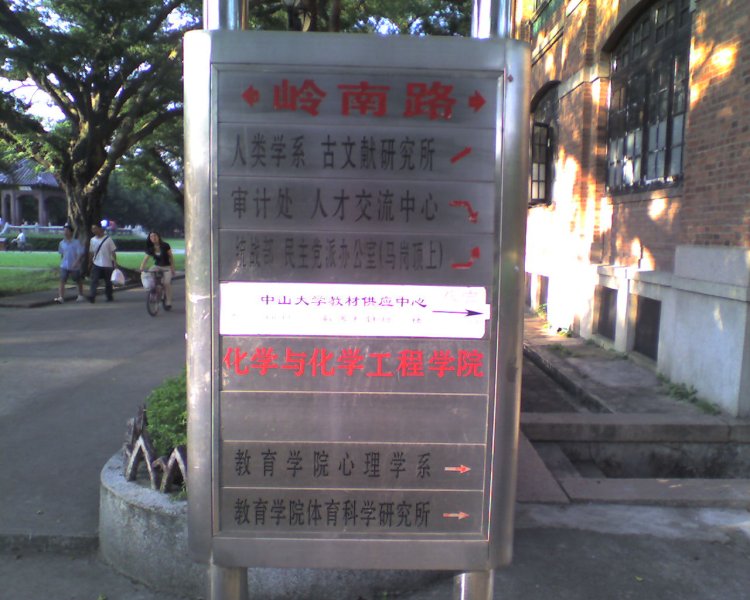 岭南路
人类学系 古文献研究所
审计处 人才交流中心
统战部 民主党派办公室(马岗顶上)
中山大学教材供应中心
化学与化学工程学院
教育学院心理学系
教育学院体育科学研究所